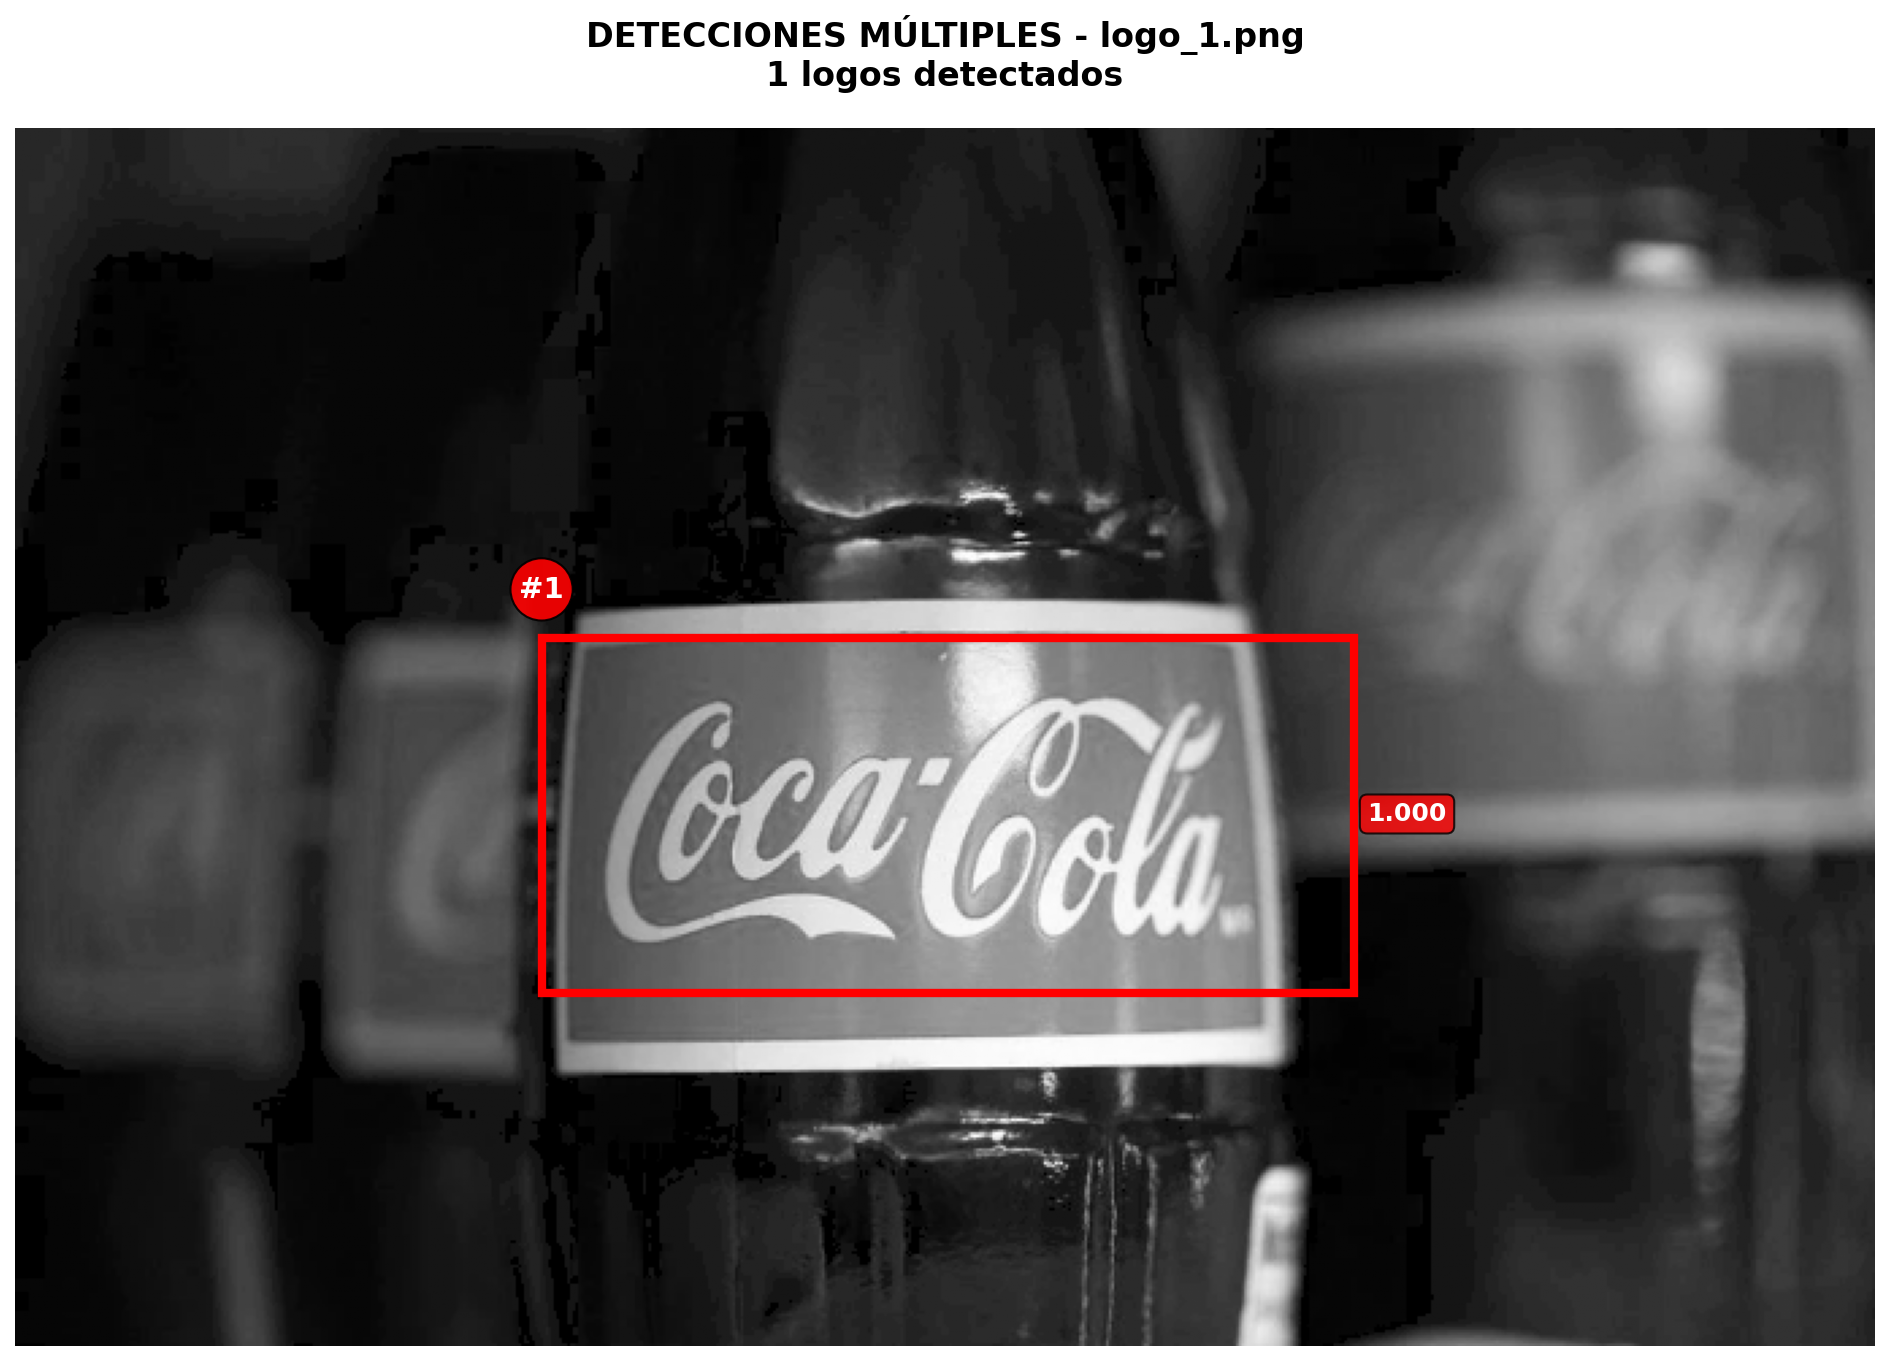 DETECCIONES MÚLTIPLES - logo_1.png
1 logos detectados
#1
Coca-Cola
1.000